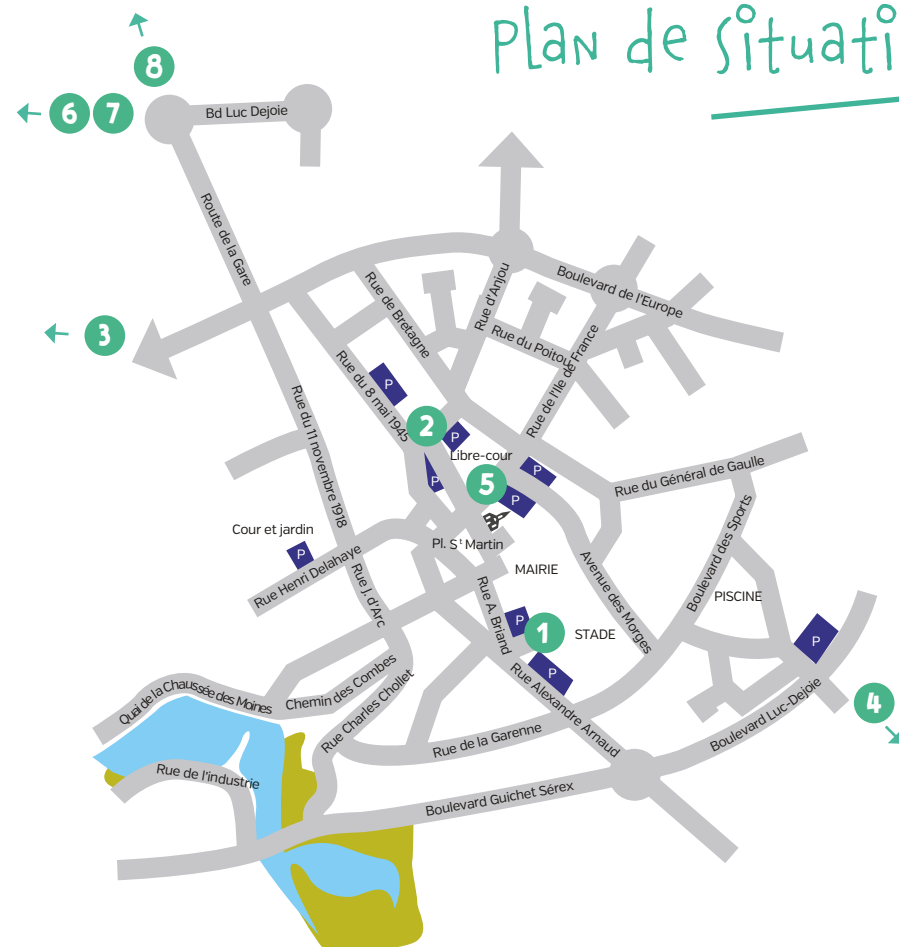 Plan de situati
8
6 7
Bd Luc Dejoie
Route de la Gare
Boulevard de l'Europe
Rue d'Anjou
Rue de Bretagne
3
Rue du Poitou
Rue de l'Ile de France
Rue du 8 mai 1945
P
2
P
Libre-cour
P
P
5
P
Rue du Général de Gaulle
Rue du 11 novembre 1918
Cour et jardin
P
Pl. St Martin
Rue Henri Delahaye
Rue J. d'Arc
MAIRIE
Avenue des Morges
Boulevard des Sports
PISCINE
Rue A. Briand
P
1
STADE
P
P
Rue Alexandre Arnaud
Quai de la Chaussée des Moines
Chemin des Combes
Rue Charles Chollet
Rue de la Garenne
Boulevard Luc-Dejoie
4
Rue de l'industrie
Boulevard Guichet Sérex